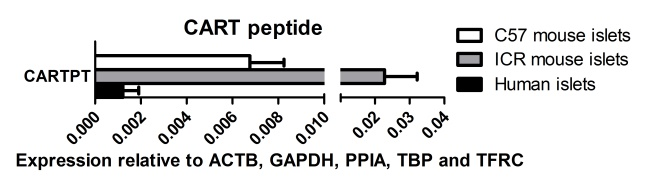 CART peptide
C57 mouse islets
ICR mouse islets
Human islets
CARTPT
0.000 0.002 0.004 0.006 0.008 0.010 0.02 0.03 0.04
Expression relative to ACTB, GAPDH, PPIA, TBP and TFRC